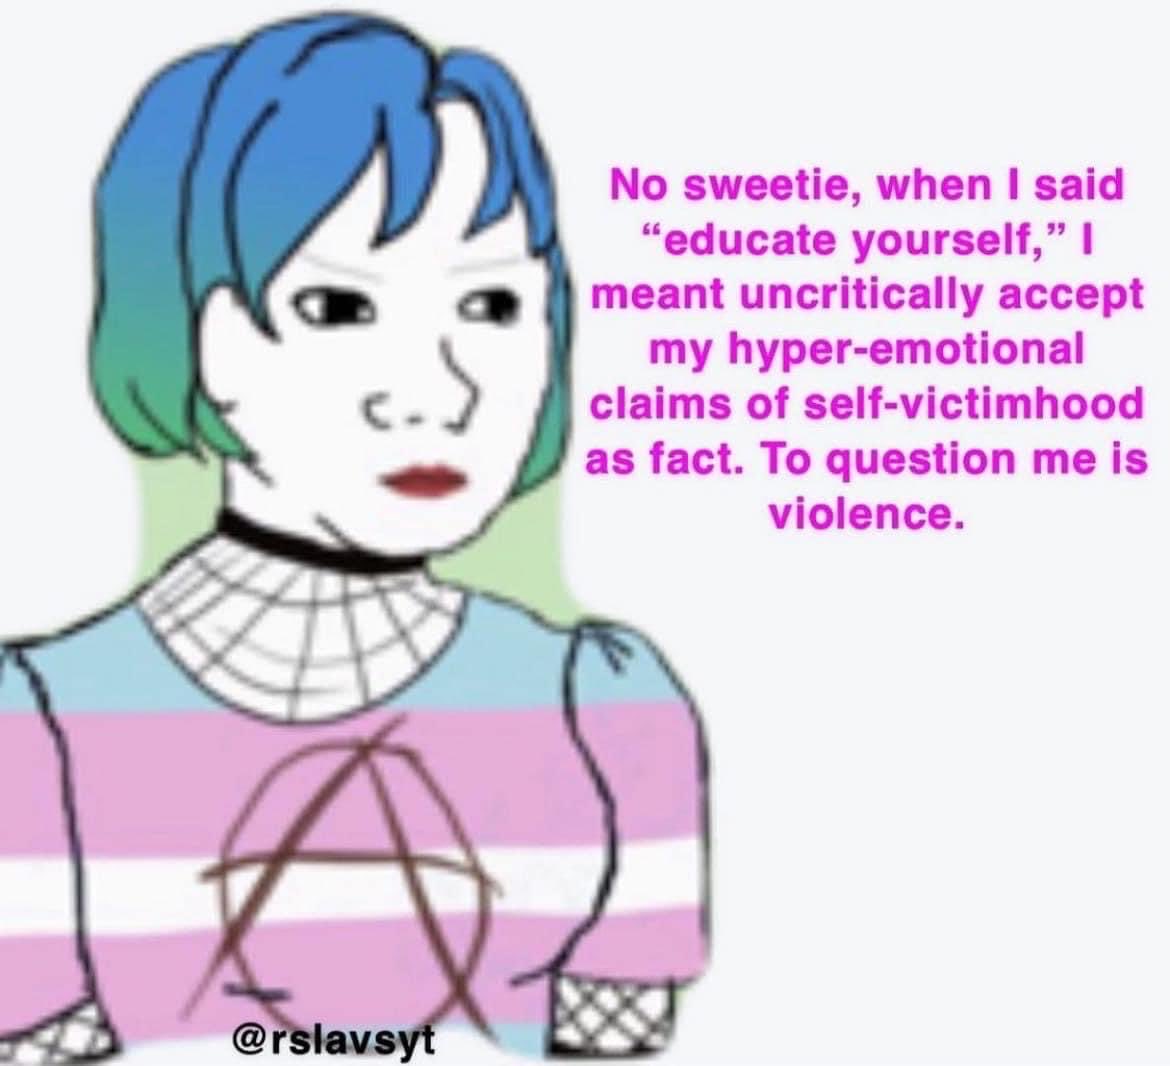 No sweetie, when I said
“educate yourself,” I
meant uncritically accept
my hyper-emotional
claims of self-victimhood
as fact. To question me is
violence.
@rslavsyt